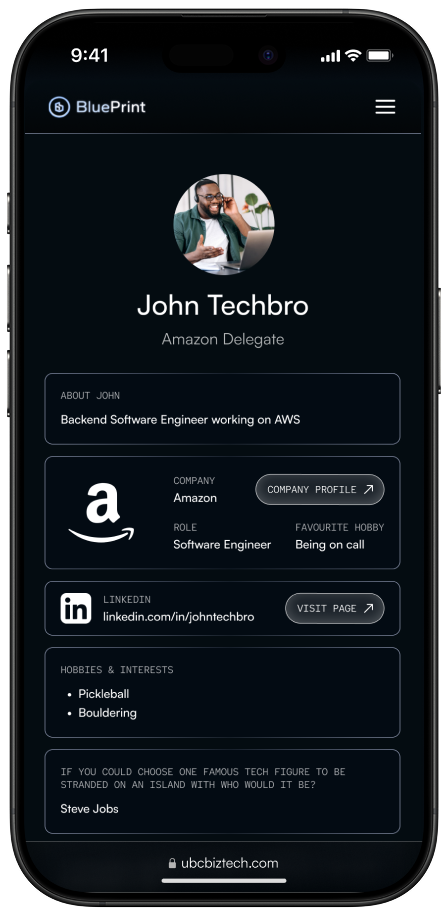 9:41
BluePrint
John Techbro
Amazon Delegate
ABOUT JOHN
Backend Software Engineer working on AWS
a
COMPANY
Amazon
COMPANY PROFILE
ROLE
Software Engineer
FAVOURITE HOBBY
Being on call
in
LINKEDIN
linkedin.com/in/johntechbro
VISIT PAGE
HOBBIES & INTERESTS
• Pickleball
• Bouldering
IF YOU COULD CHOOSE ONE FAMOUS TECH FIGURE TO BE
STRANDED ON AN ISLAND WITH WHO WOULD IT BE?
Steve Jobs
ubcbiztech.com